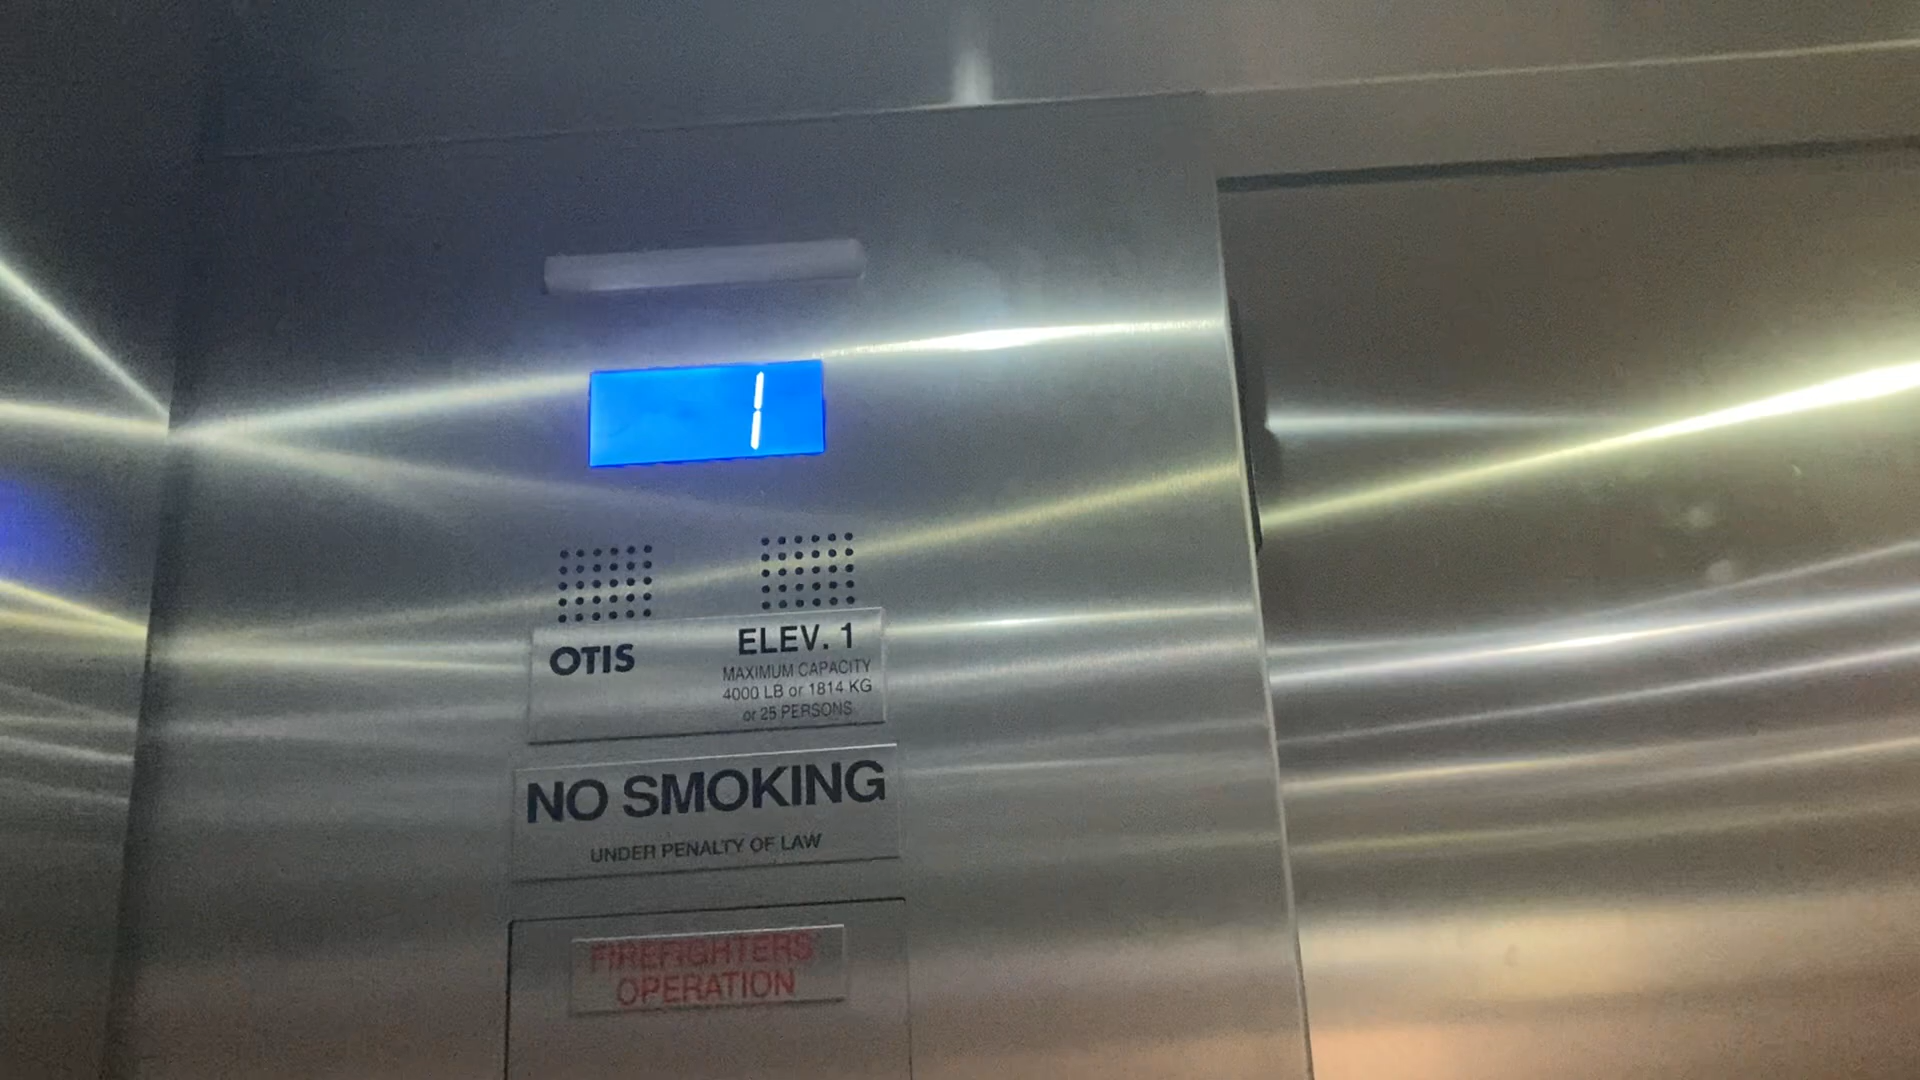 1
OTIS
ELEV. 1
MAXIMUM CAPACITY
4000 LB or 1814 KG
or 25 PERSONS
NO SMOKING
UNDER PENALTY OF LAW
FIREFIGHTERS'
OPERATION